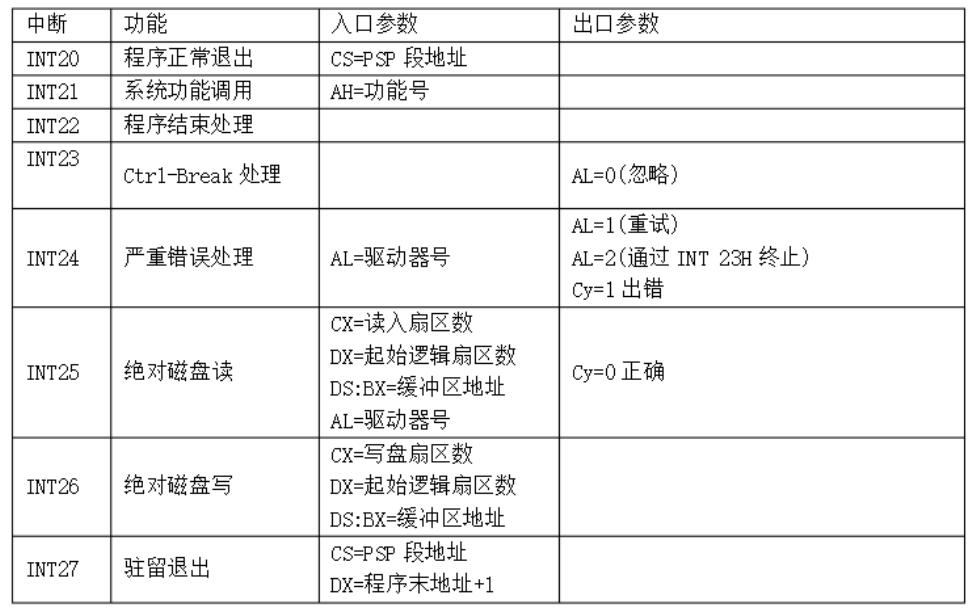 中断 功能 入口参数 出口参数
INT20 程序正常退出 CS=PSP 段地址
INT21 系统功能调用 AH=功能号
INT22 程序结束处理
INT23 Ctrl-Break 处理 AL=0(忽略)
INT24 严重错误处理 AL=驱动器号
AL=1(重试)
AL=2(通过 INT 23H 终止)
Cy=1 出错
INT25 绝对磁盘读
CX=读入扇区数
DX=起始逻辑扇区数
DS:BX=缓冲区地址
AL=驱动器号
Cy=0 正确
INT26 绝对磁盘写
CX=写盘扇区数
DX=起始逻辑扇区数
DS:BX=缓冲区地址
INT27 驻留退出
CS=PSP 段地址
DX=程序末地址+1